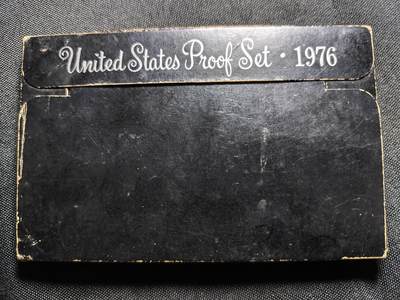 United States Proof Set · 1976